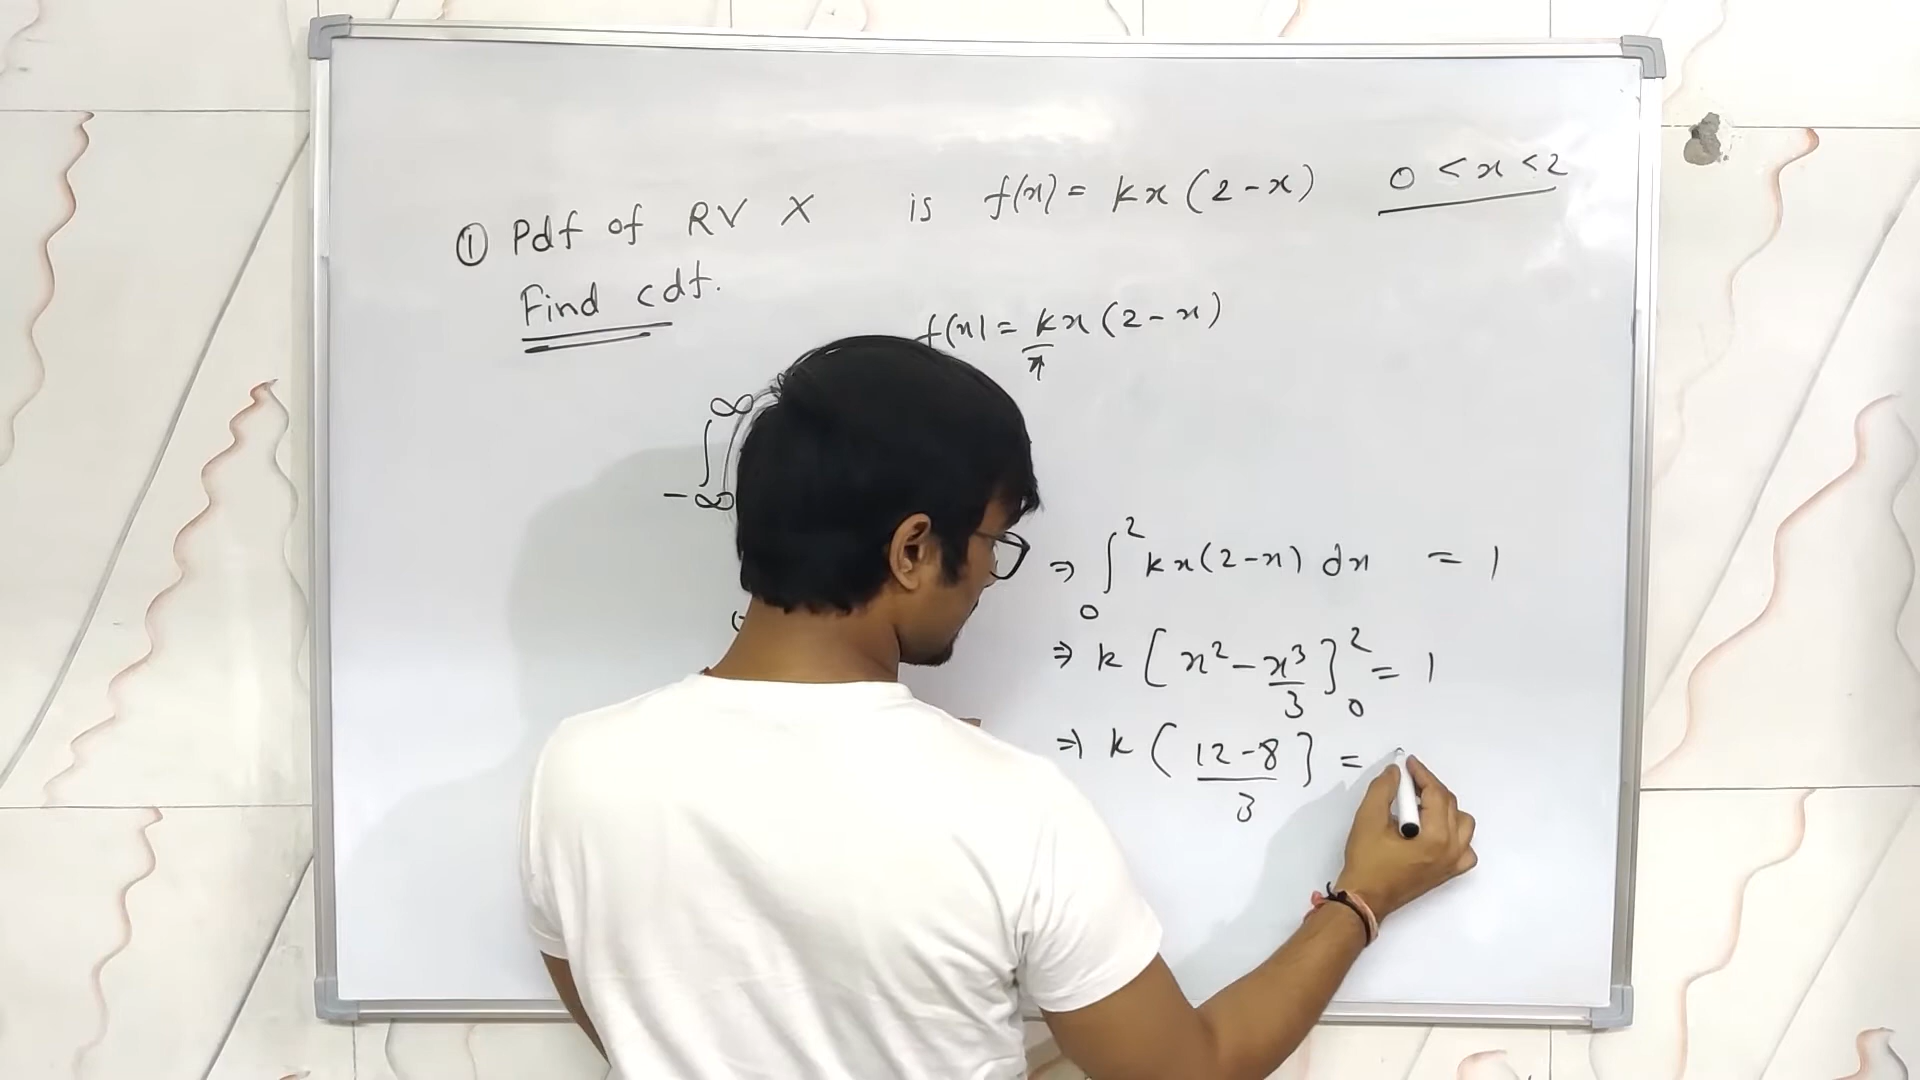 ① Pdf of RV X is f(x) = kx(2-x) 0<x<2
Find cdf.
f(x) = kx(2-x)
∞
∫
-∞
⇒ ∫₀² kx(2-x) dx = 1
⇒ k [x² - x³/3]₀² = 1
⇒ k (12-8/3] =